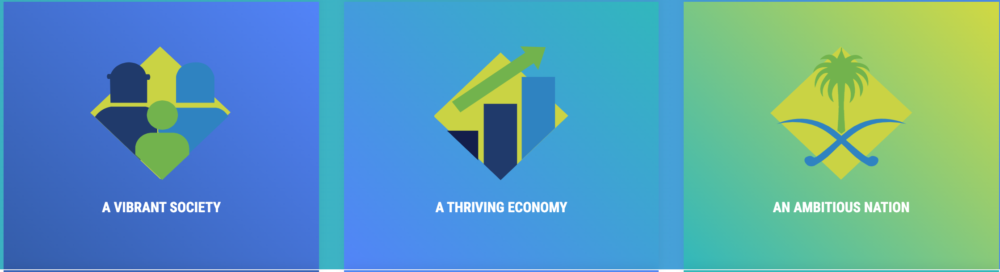 A VIBRANT SOCIETY
A THRIVING ECONOMY
AN AMBITIOUS NATION